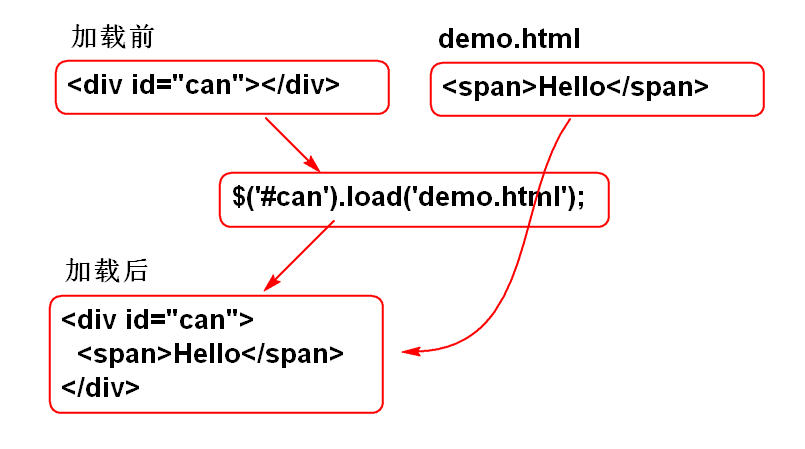 加载前
<div id="can"></div>
demo.html
<span>Hello</span>
$('#can').load('demo.html');
加载后
<div id="can">
  <span>Hello</span>
</div>